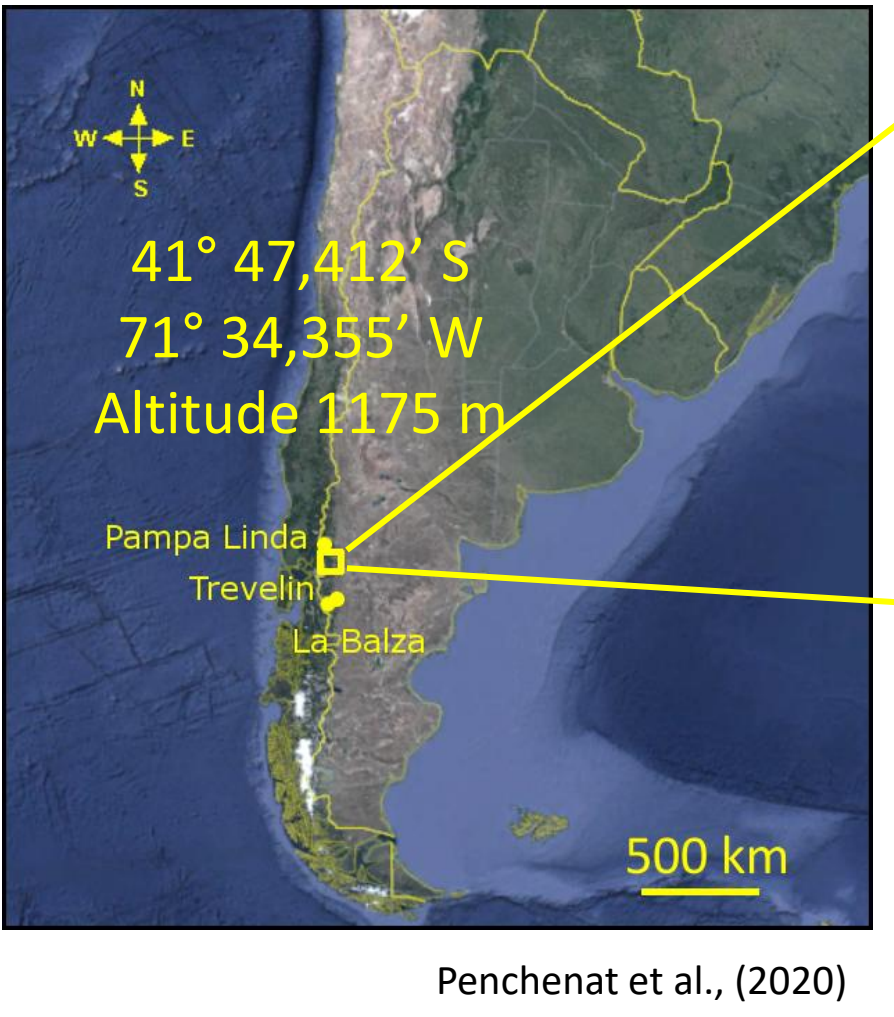 N
W E
S
41° 47,412’ S
71° 34,355’ W
Altitude 1175 m
Pampa Linda
Trevelin
La Balza
500 km
Penchenat et al., (2020)